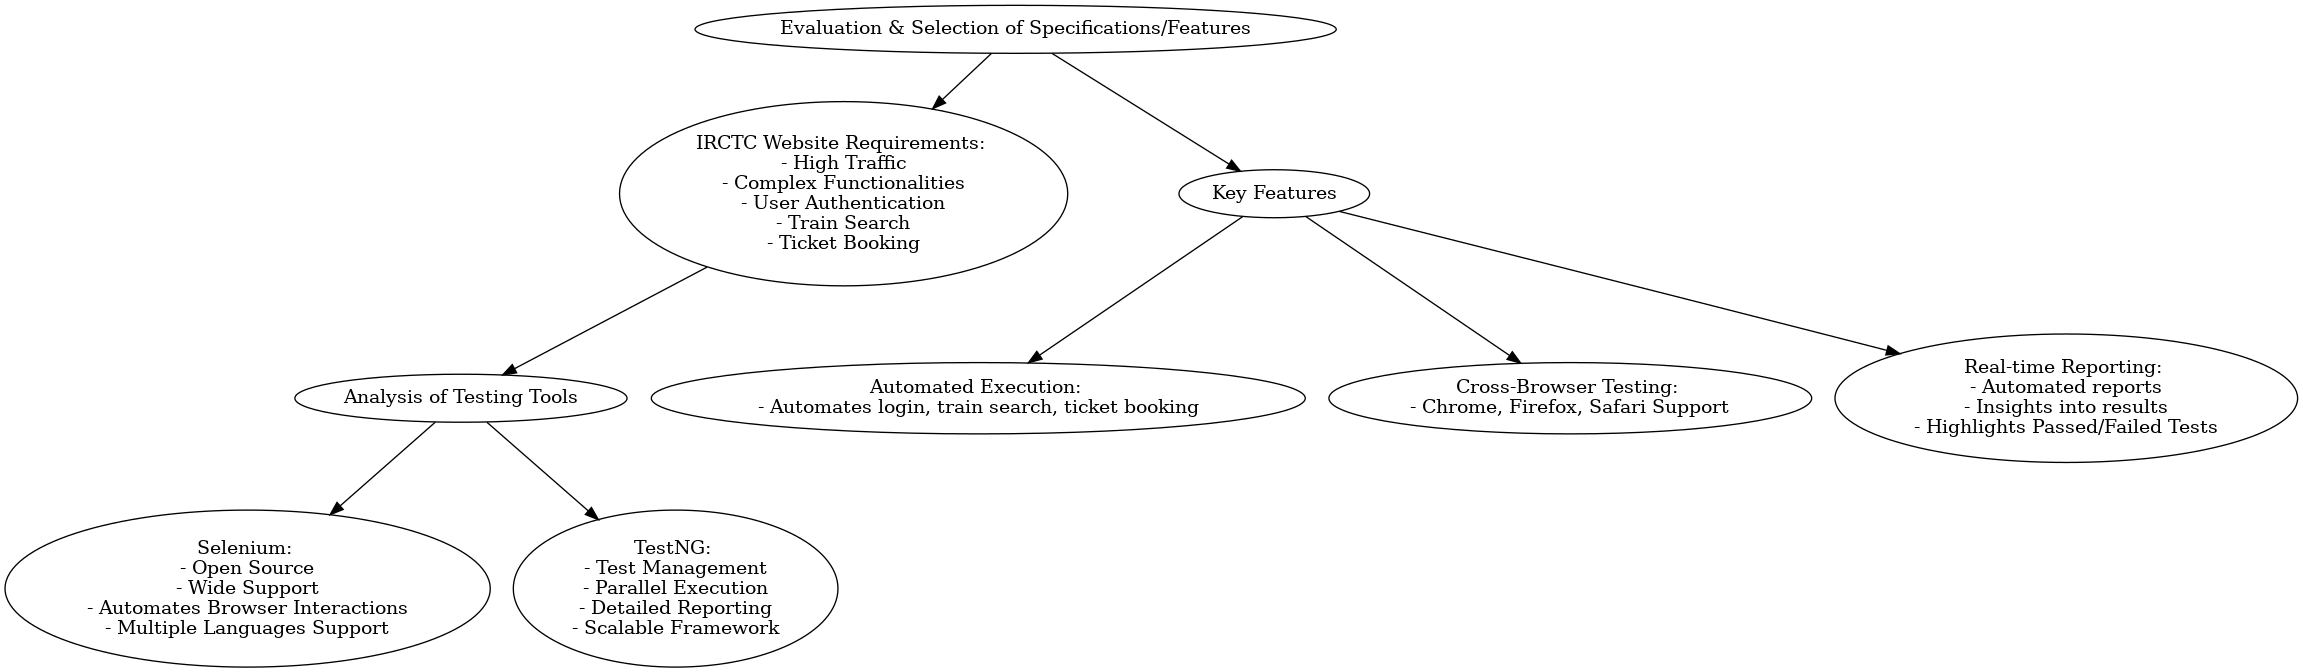 Evaluation & Selection of Specifications/Features
IRCTC Website Requirements:
- High Traffic
- Complex Functionalities
- User Authentication
- Train Search
- Ticket Booking
Key Features
Analysis of Testing Tools
Automated Execution:
- Automates login, train search, ticket booking
Cross-Browser Testing:
- Chrome, Firefox, Safari Support
Real-time Reporting:
- Automated reports
- Insights into results
- Highlights Passed/Failed Tests
Selenium:
- Open Source
- Wide Support
- Automates Browser Interactions
- Multiple Languages Support
TestNG:
- Test Management
- Parallel Execution
- Detailed Reporting
- Scalable Framework